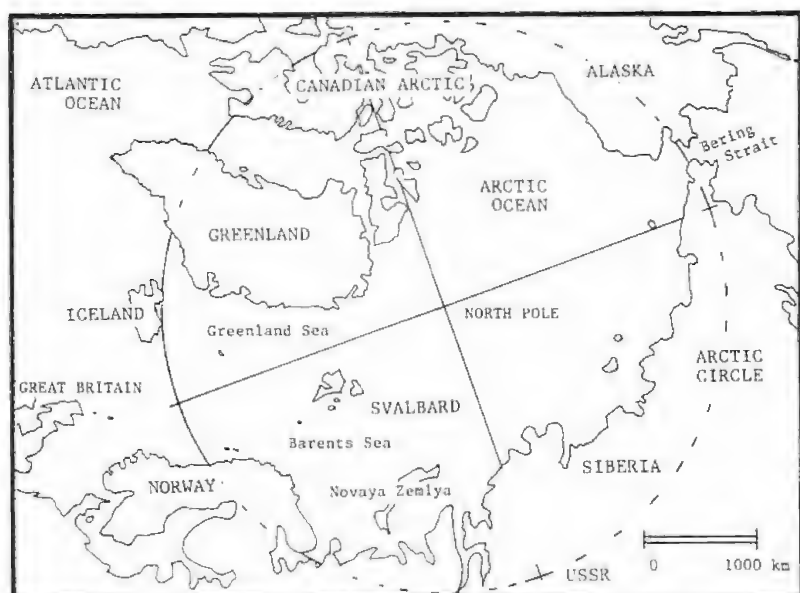 ATLANTIC
OCEAN
CANADIAN ARCTIC
ALASKA
Bering
Strait
ARCTIC
OCEAN
GREENLAND
ICELAND
Greenland Sea
NORTH POLE
ARCTIC
CIRCLE
GREAT BRITAIN
SVALBARD
Barents Sea
NORWAY
Novaya Zemlya
SIBERIA
0 1000 km
USSR